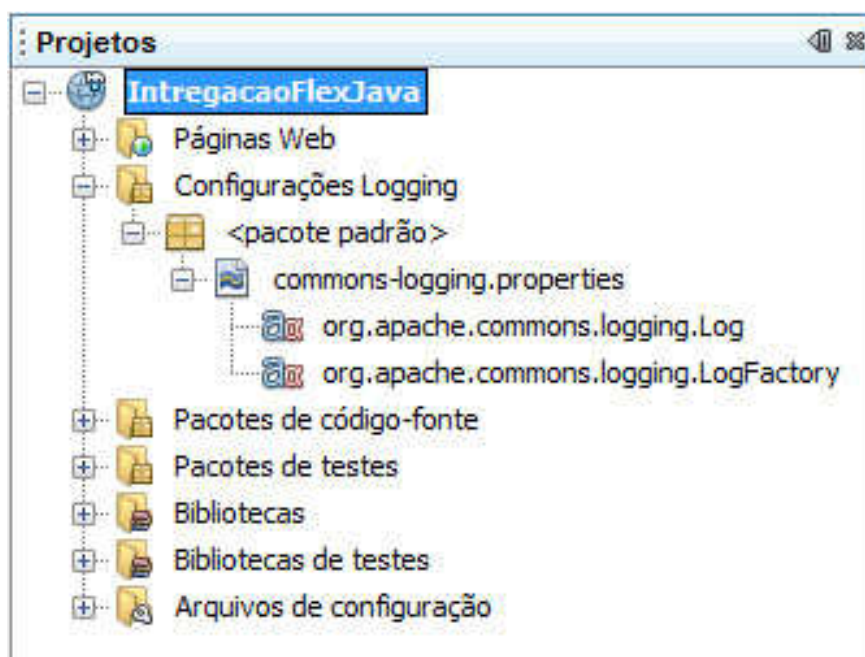 Projetos
IntregacaoFlexJava
Páginas Web
Configurações Logging
<pacote padrão>
commons-logging.properties
org.apache.commons.logging.Log
org.apache.commons.logging.LogFactory
Pacotes de código-fonte
Pacotes de testes
Bibliotecas
Bibliotecas de testes
Arquivos de configuração